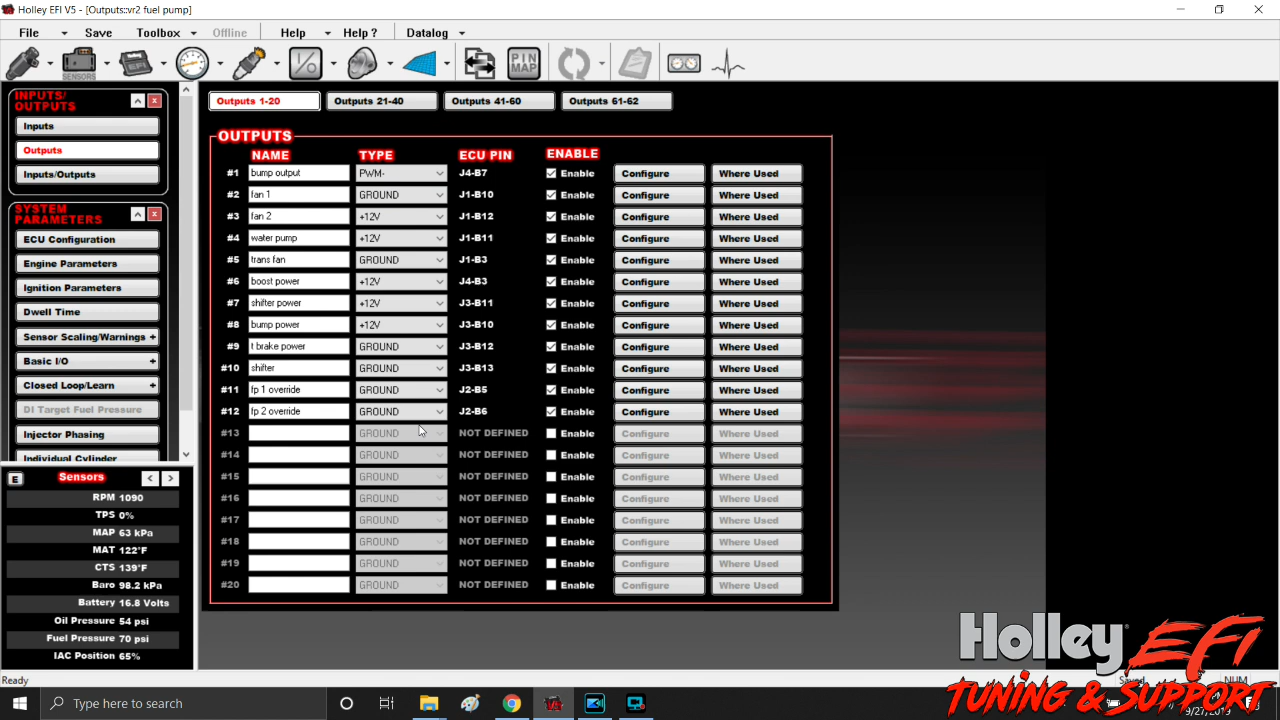 Holley EFI V5 - [Outputs::vr2 fuel pump]
File Save Toolbox Offline Help Help ? Datalog
SENSORS I/O PIN MAP
INPUTS/
OUTPUTS
Inputs
Outputs
Inputs/Outputs
SYSTEM
PARAMETERS
ECU Configuration
Engine Parameters
Ignition Parameters
Dwell Time
Sensor Scaling/Warnings +
Basic I/O +
Closed Loop/Learn +
DI Target Fuel Pressure
Injector Phasing
Individual Cylinder
E Sensors < >
RPM 1090
TPS 0%
MAP 63 kPa
MAT 122°F
CTS 139°F
Baro 98.2 kPa
Battery 16.8 Volts
Oil Pressure 54 psi
Fuel Pressure 70 psi
IAC Position 65%
Outputs 1-20 Outputs 21-40 Outputs 41-60 Outputs 61-62
OUTPUTS
NAME TYPE ECU PIN ENABLE
#1 bump output PWM- J4-B7 Enable Configure Where Used
#2 fan 1 GROUND J1-B10 Enable Configure Where Used
#3 fan 2 +12V J1-B12 Enable Configure Where Used
#4 water pump +12V J1-B11 Enable Configure Where Used
#5 trans fan GROUND J1-B3 Enable Configure Where Used
#6 boost power +12V J4-B3 Enable Configure Where Used
#7 shifter power +12V J3-B11 Enable Configure Where Used
#8 bump power +12V J3-B10 Enable Configure Where Used
#9 t brake power GROUND J3-B12 Enable Configure Where Used
#10 shifter GROUND J3-B13 Enable Configure Where Used
#11 fp 1 override GROUND J2-B5 Enable Configure Where Used
#12 fp 2 override GROUND J2-B6 Enable Configure Where Used
#13 GROUND NOT DEFINED Enable Configure Where Used
#14 GROUND NOT DEFINED Enable Configure Where Used
#15 GROUND NOT DEFINED Enable Configure Where Used
#16 GROUND NOT DEFINED Enable Configure Where Used
#17 GROUND NOT DEFINED Enable Configure Where Used
#18 GROUND NOT DEFINED Enable Configure Where Used
#19 GROUND NOT DEFINED Enable Configure Where Used
#20 GROUND NOT DEFINED Enable Configure Where Used
Holley EFI
TUNING & SUPPORT
Ready NUM
Type here to search